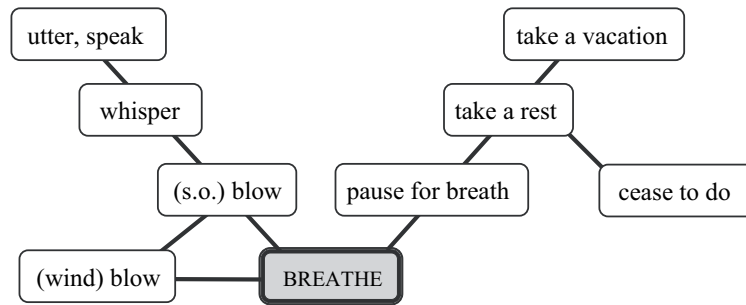 utter, speak
take a vacation
whisper
take a rest
(s.o.) blow
pause for breath
cease to do
(wind) blow
BREATHE